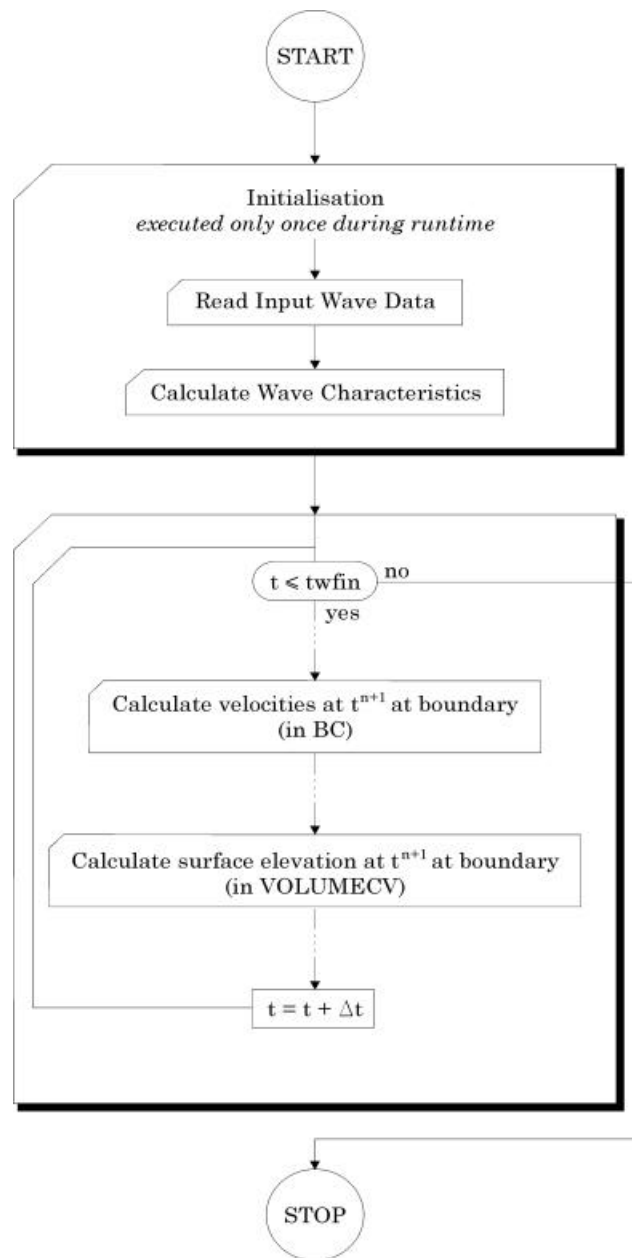 START
Initialisation
executed only once during runtime
Read Input Wave Data
Calculate Wave Characteristics
t ⩽ twfin
no
yes
Calculate velocities at tⁿ⁺¹ at boundary
(in BC)
Calculate surface elevation at tⁿ⁺¹ at boundary
(in VOLUMECV)
t = t + Δt
STOP